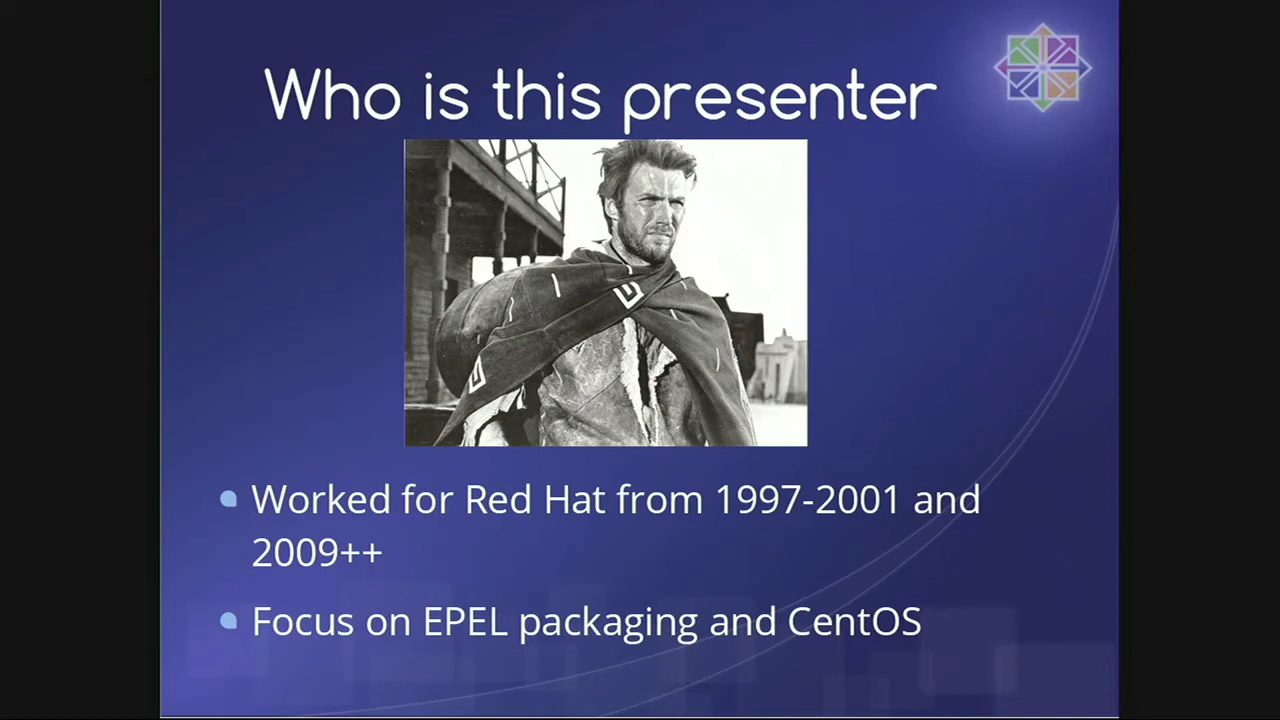 Who is this presenter
Worked for Red Hat from 1997-2001 and
2009++
Focus on EPEL packaging and CentOS